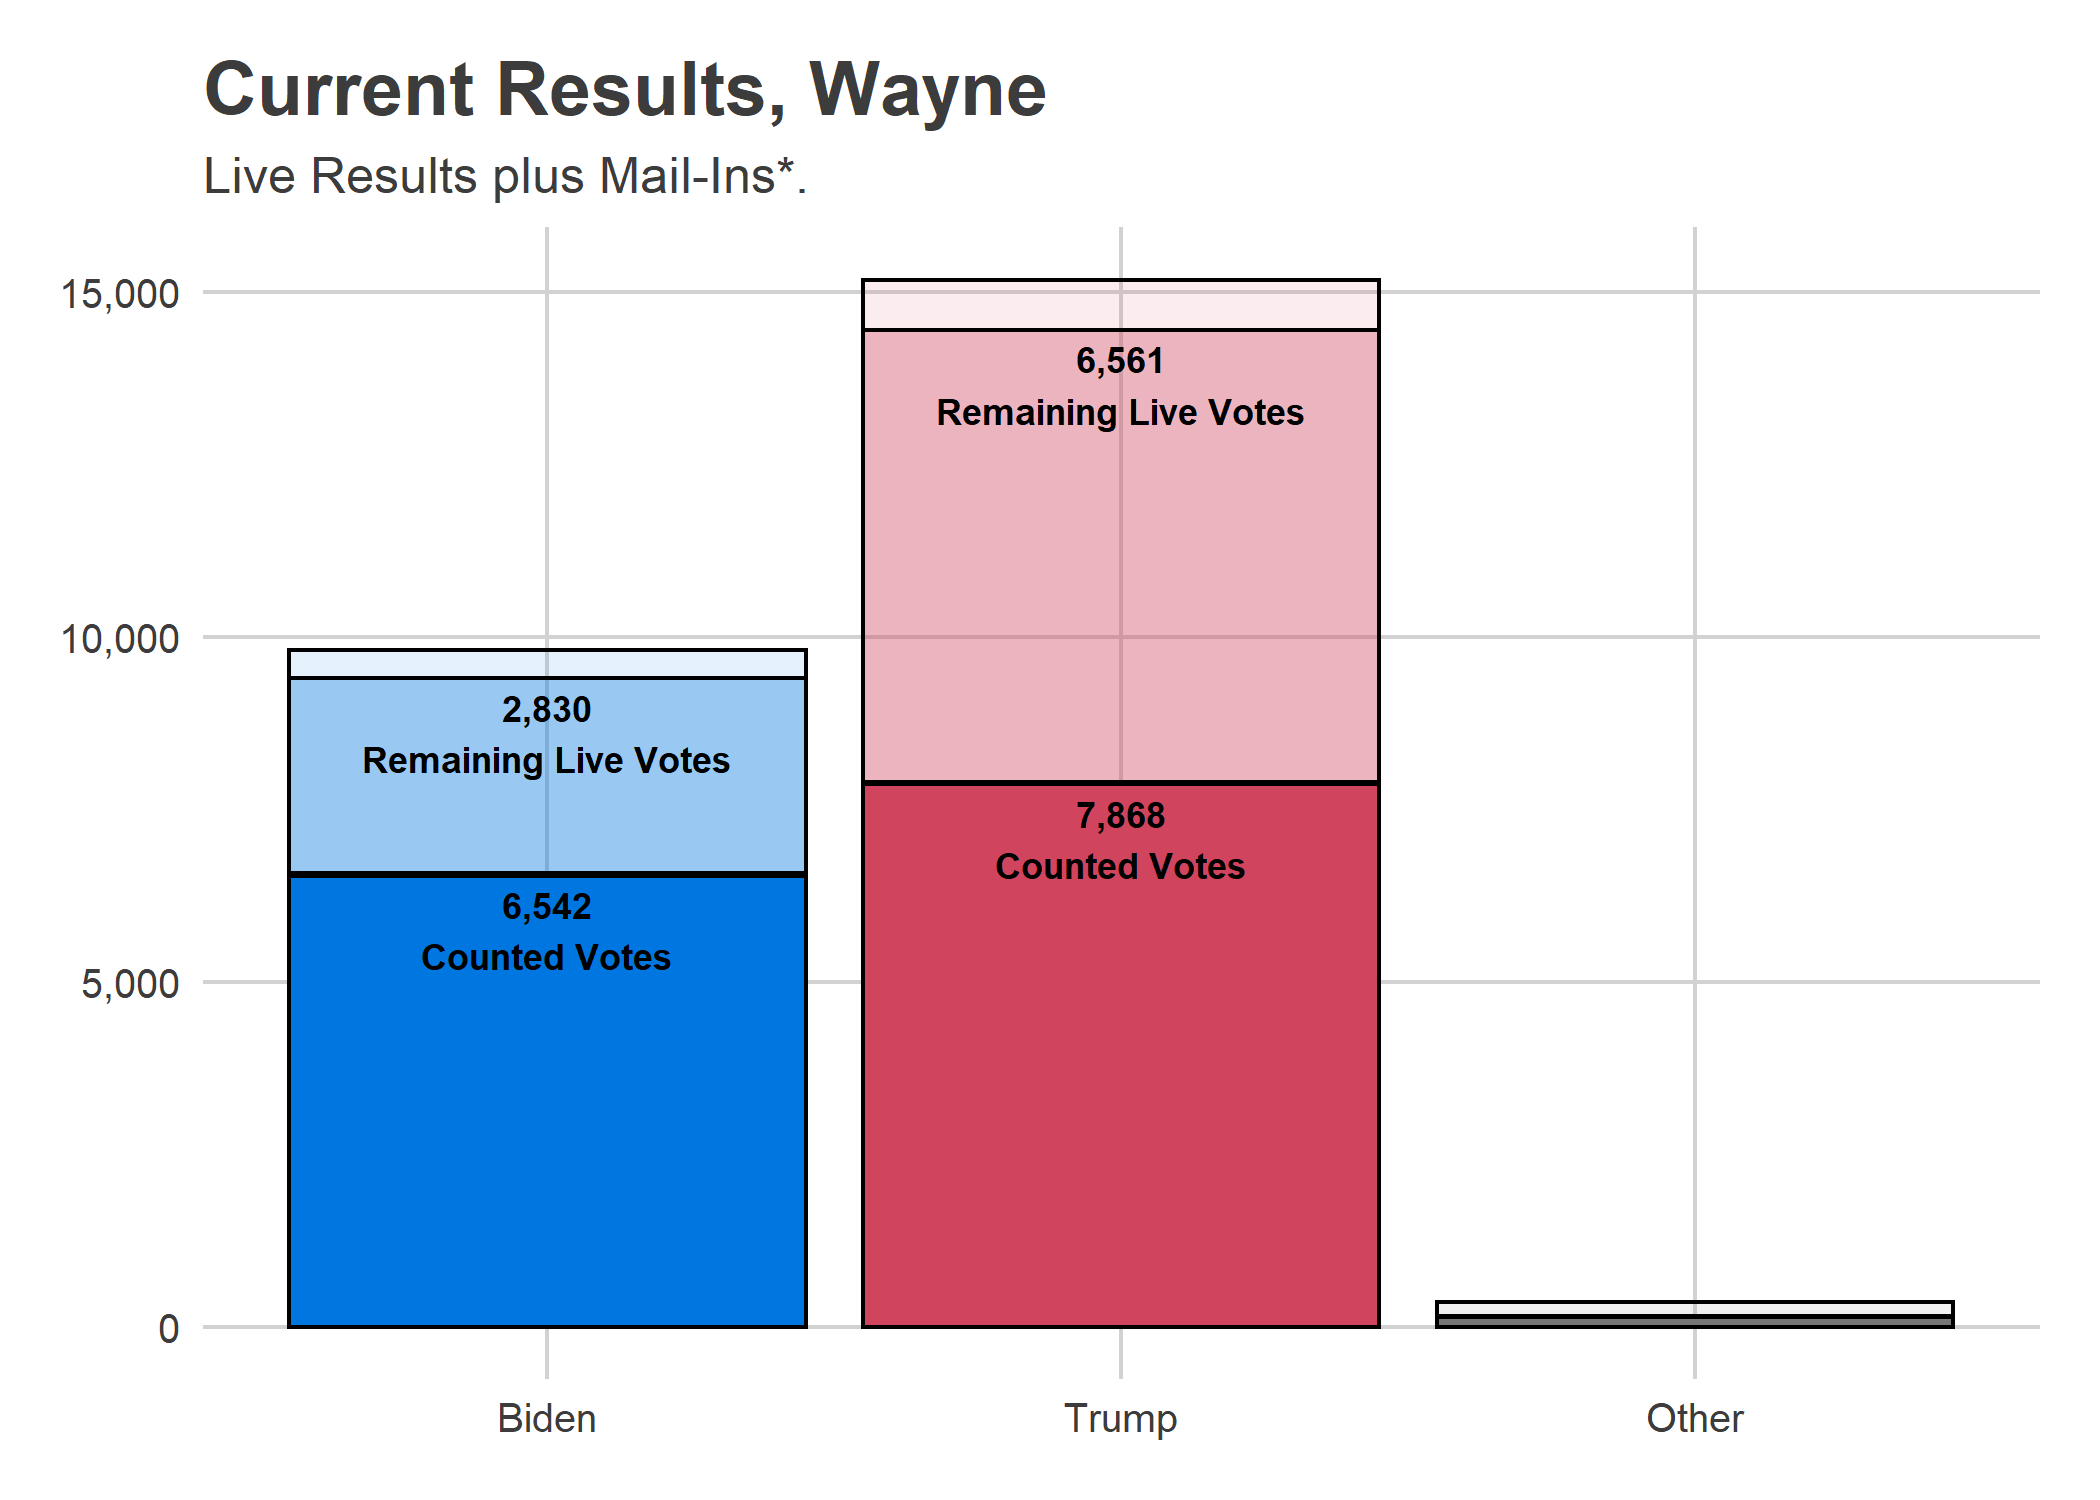 Current Results, Wayne
Live Results plus Mail-Ins*.
15,000
10,000
5,000
0
6,561
Remaining Live Votes
2,830
Remaining Live Votes
7,868
Counted Votes
6,542
Counted Votes
Biden
Trump
Other